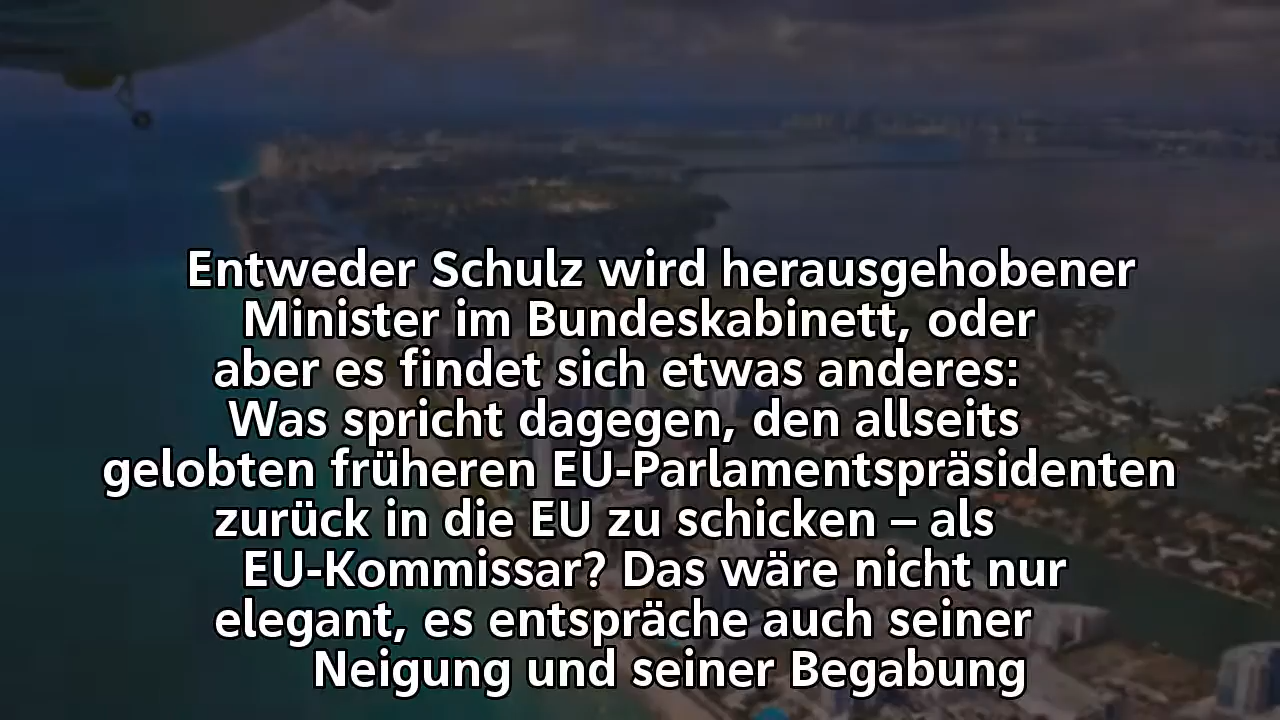 Entweder Schulz wird herausgehobener
Minister im Bundeskabinett, oder
aber es findet sich etwas anderes:
Was spricht dagegen, den allseits
gelobten früheren EU-Parlamentspräsidenten
zurück in die EU zu schicken – als
EU-Kommissar? Das wäre nicht nur
elegant, es entspräche auch seiner
Neigung und seiner Begabung